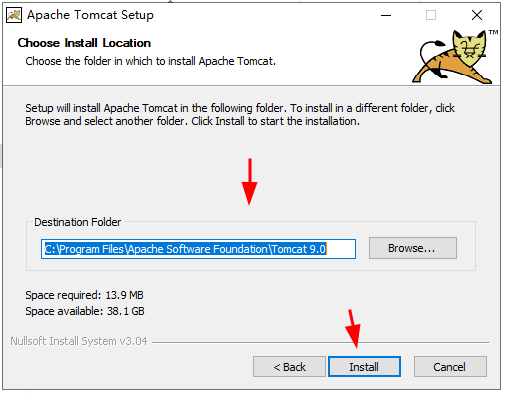 Apache Tomcat Setup
Choose Install Location
Choose the folder in which to install Apache Tomcat.
TM
Setup will install Apache Tomcat in the following folder. To install in a different folder, click
Browse and select another folder. Click Install to start the installation.
Destination Folder
C:\Program Files\Apache Software Foundation\Tomcat 9.0
Browse...
Space required: 13.9 MB
Space available: 38.1 GB
Nullsoft Install System v3.04
< Back
Install
Cancel